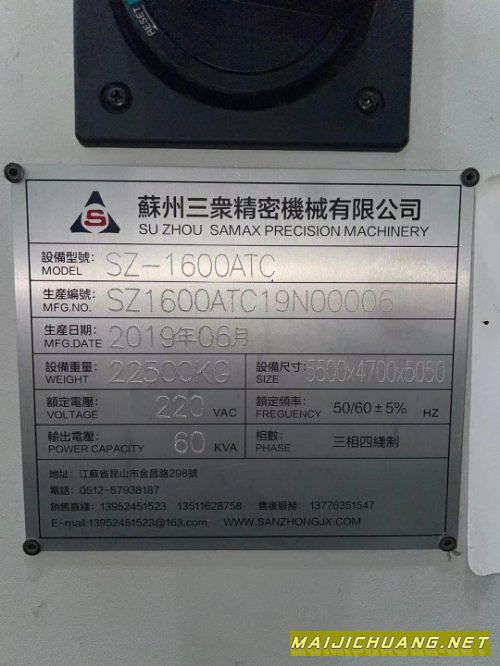 RESET
S
蘇州三衆精密機械有限公司
SU ZHOU SAMAX PRECISION MACHINERY
設備型號: SZ-1600ATC
MODEL
生産編號: SZ1600ATC19N00006
MFG.NO.
生産日期: 2019年06月
MFG.DATE
設備重量: 22500KG 設備尺寸: 5500x4700x5050
WEIGHT SIZE
額定電壓: 220 VAC 額定頻率: 50/60±5% HZ
VOLTAGE FREGUENCY
輸出電壓: 60 KVA 相數: 三相四綫制
POWER CAPACITY PHASE
地址: 江蘇省昆山市金昌路298號
電話: 0512-57938187
銷售直綫: 13952451523 13511628758 售後服務: 13776351547
E-mail:13952451523@163.com WWW.SANZHONGJX.COM
MAIJICHUANG.NET